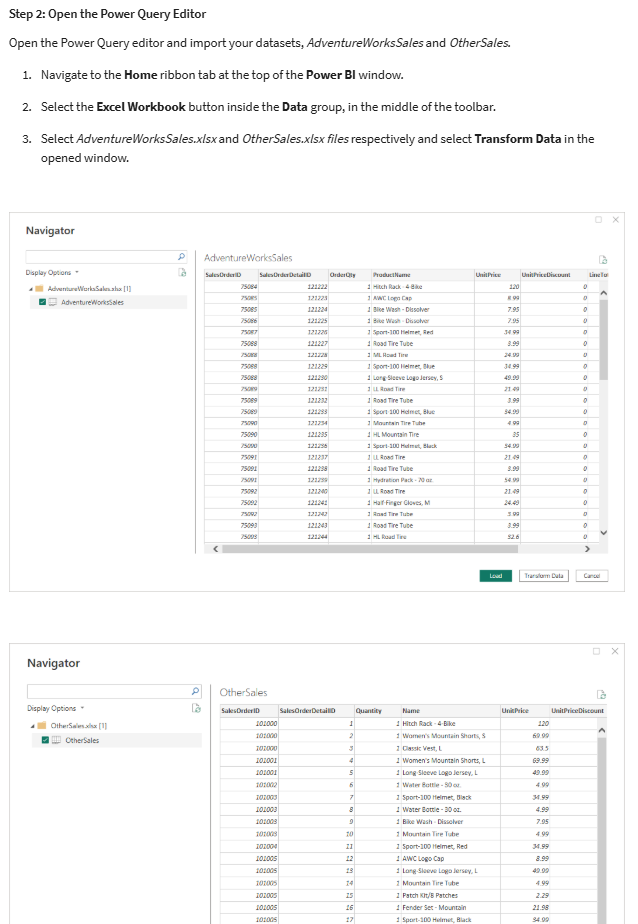 Step 2: Open the Power Query Editor
Open the Power Query editor and import your datasets, AdventureWorksSales and OtherSales.
1. Navigate to the Home ribbon tab at the top of the Power BI window.
2. Select the Excel Workbook button inside the Data group, in the middle of the toolbar.
3. Select AdventureWorksSales.xlsx and OtherSales.xlsx files respectively and select Transform Data in the
opened window.
Navigator
Display Options
AdventureWorksSales.xlsx [1]
AdventureWorksSales
AdventureWorksSales
SalesOrderID SalesOrderDetailID OrderQty ProductName UnitPrice UnitPriceDiscount LineTot
75084 121222 1 Hitch Rack - 4-Bike 120 0
75085 121223 1 AWC Logo Cap 8.99 0
75085 121224 1 Bike Wash - Dissolver 7.95 0
75086 121225 1 Bike Wash - Dissolver 7.95 0
75087 121226 1 Sport-100 Helmet, Red 34.99 0
75088 121227 1 Road Tire Tube 3.99 0
75088 121228 1 ML Road Tire 24.99 0
75088 121229 1 Sport-100 Helmet, Blue 34.99 0
75088 121230 1 Long-Sleeve Logo Jersey, S 49.99 0
75089 121231 1 LL Road Tire 21.49 0
75089 121232 1 Road Tire Tube 3.99 0
75089 121233 1 Sport-100 Helmet, Blue 34.99 0
75090 121234 1 Mountain Tire Tube 4.99 0
75090 121235 1 HL Mountain Tire 35 0
75090 121236 1 Sport-100 Helmet, Black 34.99 0
75091 121237 1 LL Road Tire 21.49 0
75091 121238 1 Road Tire Tube 3.99 0
75091 121239 1 Hydration Pack - 70 oz. 54.99 0
75092 121240 1 LL Road Tire 21.49 0
75092 121241 1 Half-Finger Gloves, M 24.49 0
75092 121242 1 Road Tire Tube 3.99 0
75093 121243 1 Road Tire Tube 3.99 0
75093 121244 1 HL Road Tire 32.6 0
Load Transform Data Cancel
Navigator
Display Options
OtherSales.xlsx [1]
OtherSales
OtherSales
SalesOrderID SalesOrderDetailID Quantity Name UnitPrice UnitPriceDiscount
101000 1 1 Hitch Rack - 4-Bike 120
101000 2 1 Women's Mountain Shorts, S 69.99
101000 3 1 Classic Vest, L 63.5
101001 4 1 Women's Mountain Shorts, L 69.99
101001 5 1 Long-Sleeve Logo Jersey, L 49.99
101002 6 1 Water Bottle - 30 oz. 4.99
101003 7 1 Sport-100 Helmet, Black 34.99
101003 8 1 Water Bottle - 30 oz. 4.99
101003 9 1 Bike Wash - Dissolver 7.95
101003 10 1 Mountain Tire Tube 4.99
101004 11 1 Sport-100 Helmet, Red 34.99
101005 12 1 AWC Logo Cap 8.99
101005 13 1 Long-Sleeve Logo Jersey, L 49.99
101005 14 1 Mountain Tire Tube 4.99
101005 15 1 Patch Kit/8 Patches 2.29
101005 16 1 Fender Set - Mountain 21.98
101005 17 1 Sport-100 Helmet, Black 34.99